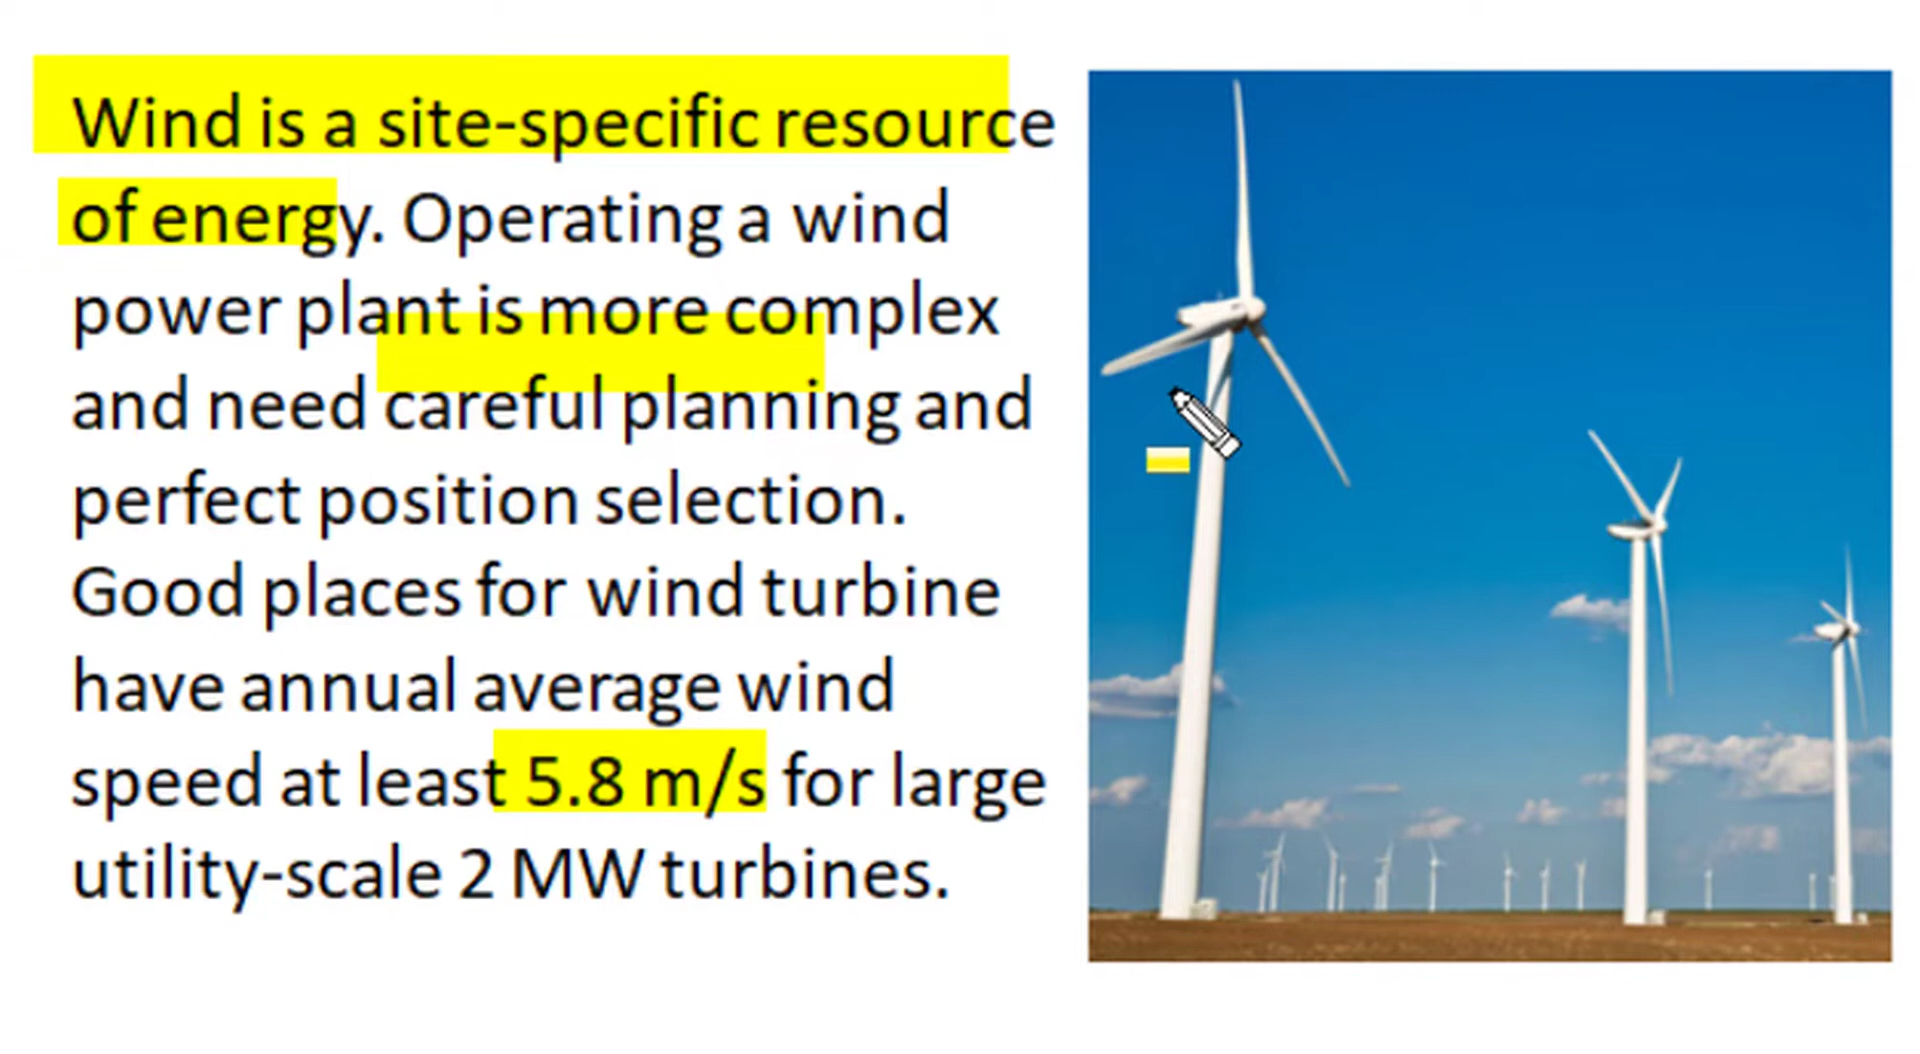 Wind is a site-specific resource
of energy. Operating a wind
power plant is more complex
and need careful planning and
perfect position selection.
Good places for wind turbine
have annual average wind
speed at least 5.8 m/s for large
utility-scale 2 MW turbines.